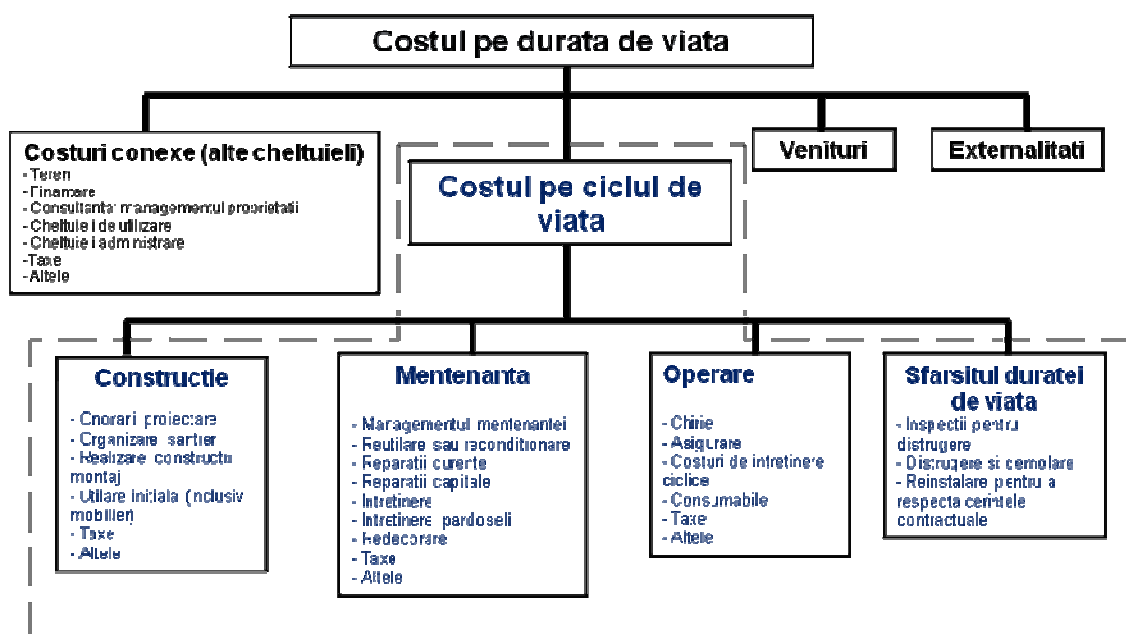 Costul pe durata de viata
Costuri conexe (alte cheltuieli)
- Teren
- Finantare
- Consultanta managementul proprietatii
- Cheltuieli de utilizare
- Cheltuieli administrare
- Taxe
- Altele
Costul pe ciclul de
viata
Venituri
Externalitati
Constructie
- Onorarii proiectare
- Organizare santier
- Realizare constructii
montaj
- Utilare initiala (inclusiv
mobilier)
- Taxe
- Altele
Mentenanta
- Managementul mentenantei
- Reutilare sau reconditionare
- Reparatii curente
- Reparatii capitale
- Intretinere
- Intretinere pardoseli
- Redecorare
- Taxe
- Altele
Operare
- Chirie
- Asigurare
- Costuri de intretinere
ciclice
- Consumabile
- Taxe
- Altele
Sfarsitul duratei
de viata
- Inspectii pentru
distrugere
- Distrugere si demolare
- Reinstalare pentru a
respecta cerintele
contractuale